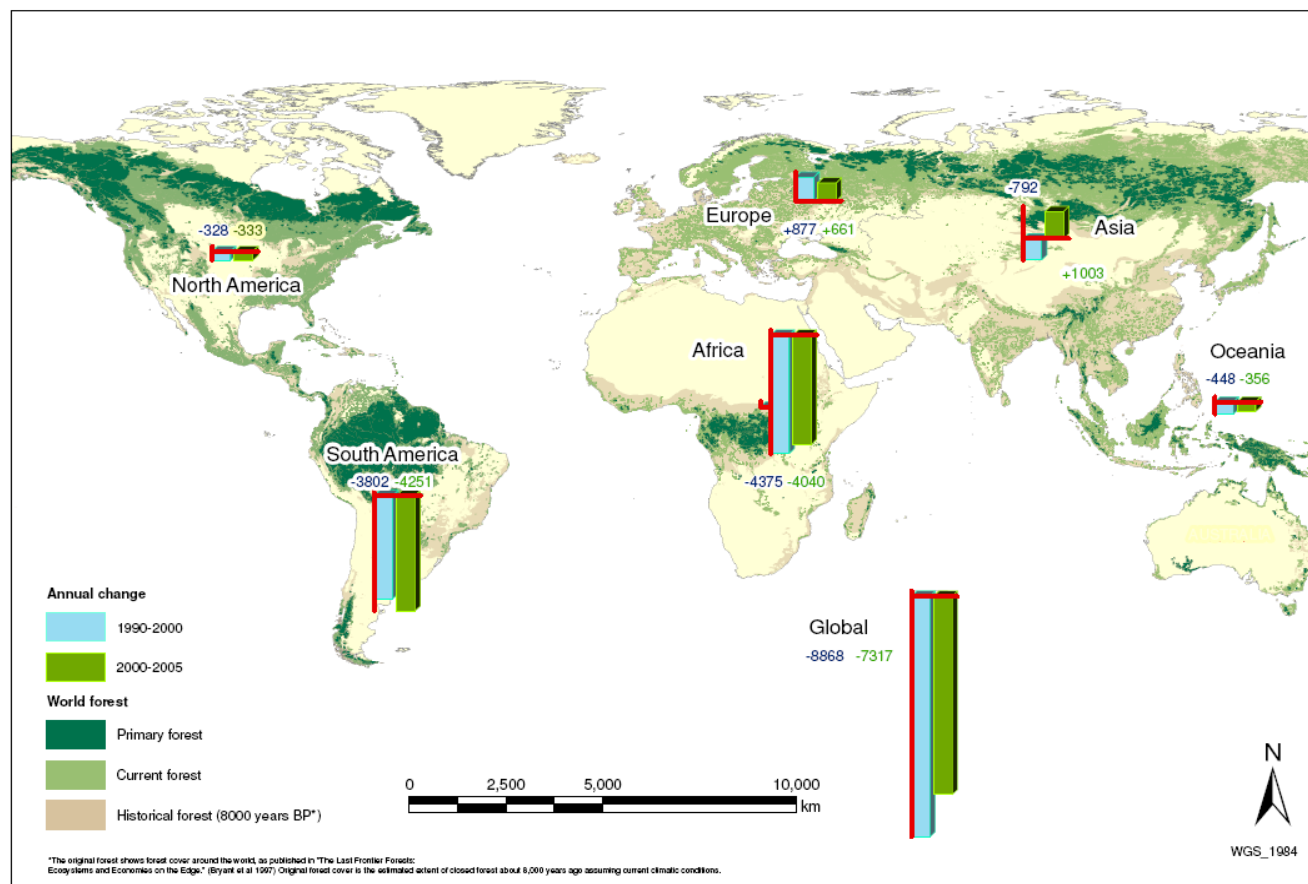 -792
Europe
+877 +661
Asia
-328 -333
North America
+1003
Africa
Oceania
-448 -356
South America
-3802 -4251
-4375 -4040
Annual change
1990-2000
2000-2005
Global
-8868 -7317
World forest
Primary forest
Current forest
Historical forest (8000 years BP*)
0 2,500 5,000 10,000
km
N
WGS_1984
*The original forest shows forest cover around the world, as published in "The Last Frontier Forests:
Ecosystems and Economies on the Edge." (Bryant et al 1997) Original forest cover is the estimated extent of closed forest about 8,000 years ago assuming current climatic conditions.